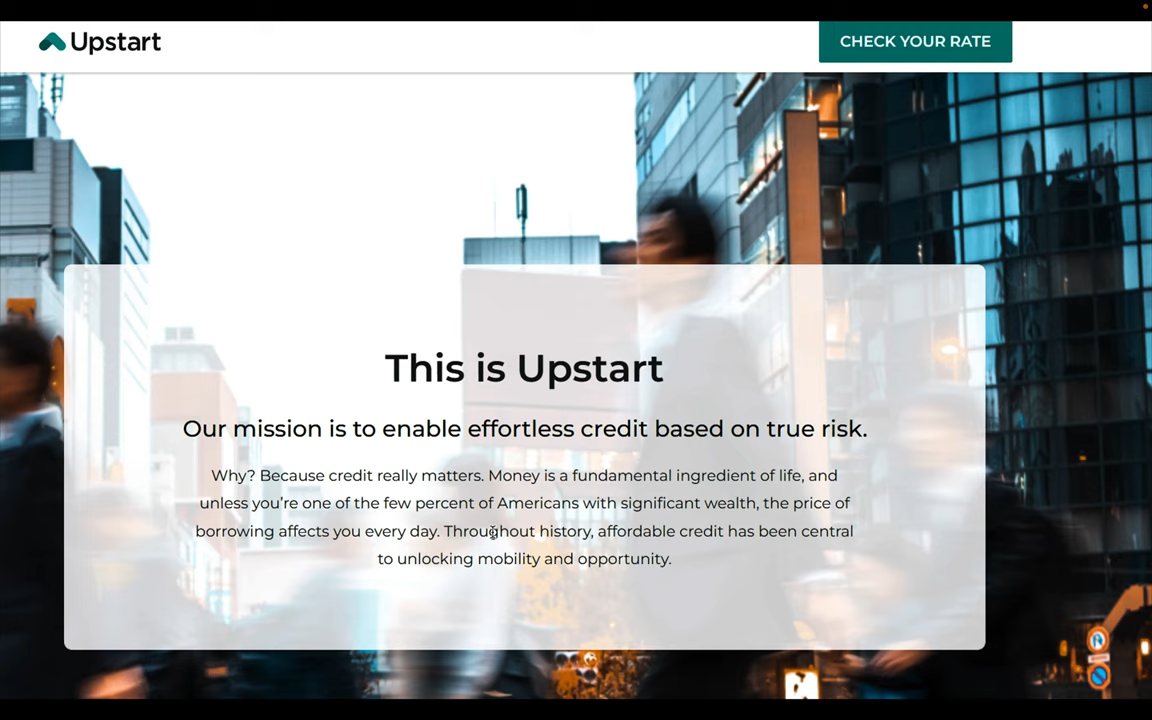 Upstart
CHECK YOUR RATE
This is Upstart
Our mission is to enable effortless credit based on true risk.
Why? Because credit really matters. Money is a fundamental ingredient of life, and
unless you’re one of the few percent of Americans with significant wealth, the price of
borrowing affects you every day. Throughout history, affordable credit has been central
to unlocking mobility and opportunity.